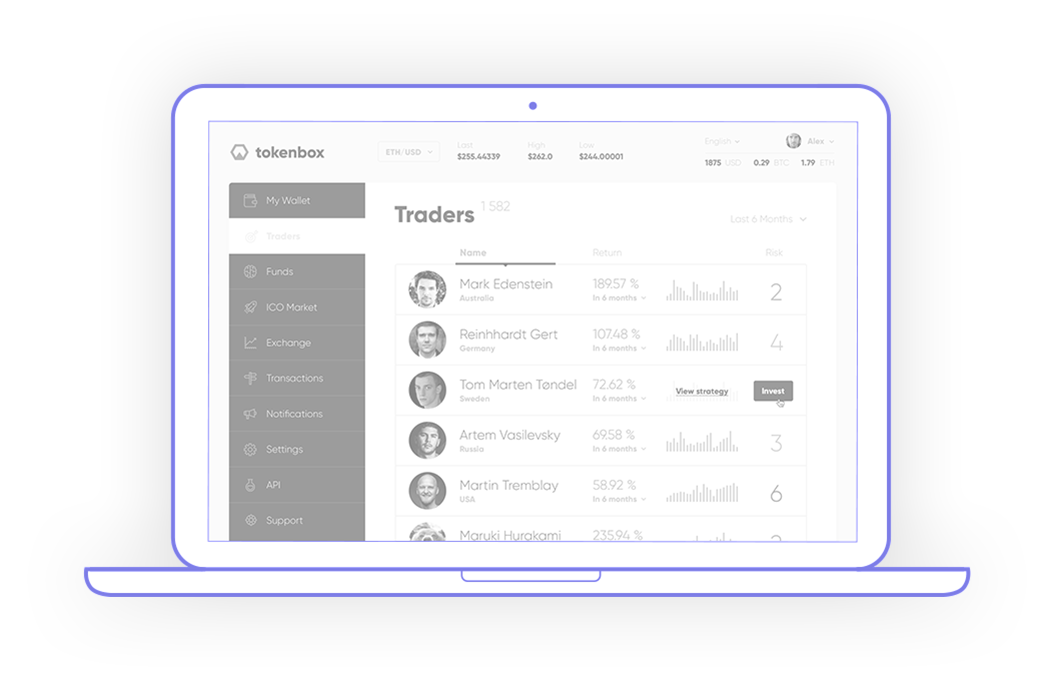 tokenbox
ETH/USD
Last
$255.44339
High
$262.0
Low
$244.00001
English
Alex
1875 USD 0.29 BTC 1.79 ETH
My Wallet
Traders
Funds
ICO Market
Exchange
Transactions
Notifications
Settings
API
Support
Traders 1 582
Last 6 Months
Name Return Risk
Mark Edenstein 189.57 % 2
Australia In 6 months
Reinhhardt Gert 107.48 % 4
Germany In 6 months
Tom Marten Tøndel 72.62 % View strategy Invest
Sweden In 6 months
Artem Vasilevsky 69.58 % 3
Russia In 6 months
Martin Tremblay 58.92 % 6
USA In 6 months
Maruki Hurakami 235.94 %